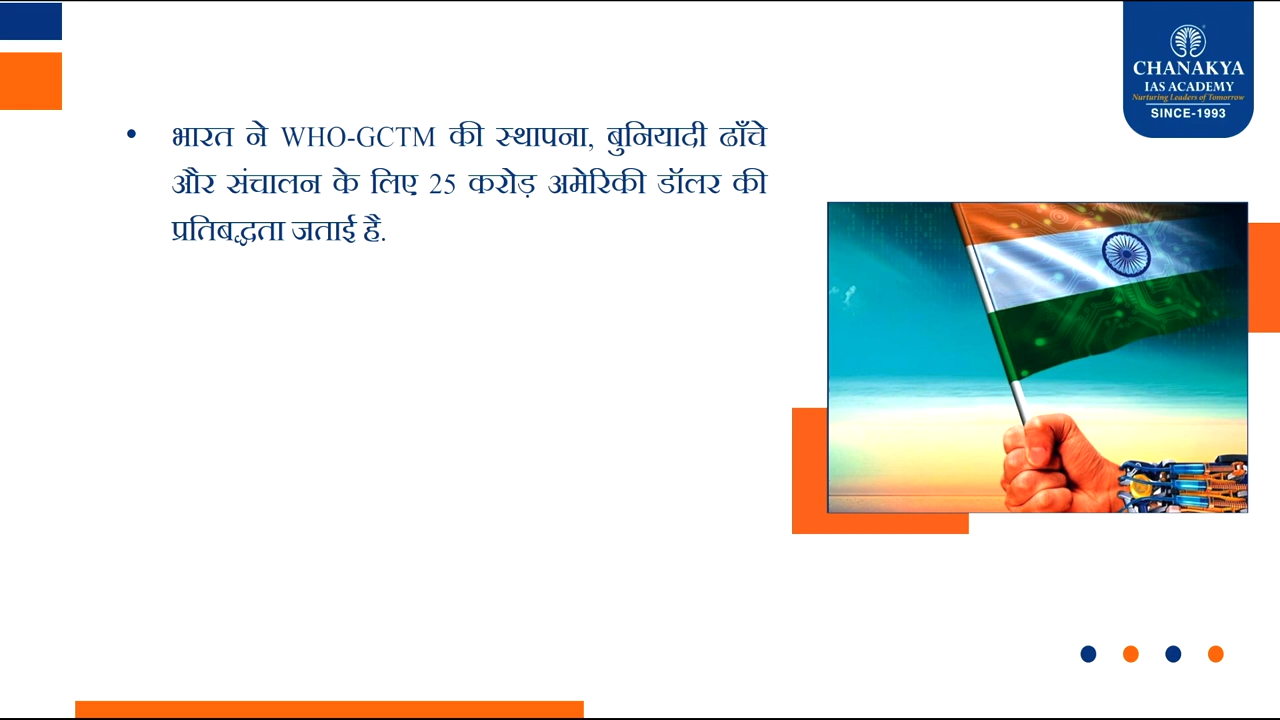 CHANAKYA
IAS ACADEMY
Nurturing Leaders of Tomorrow
SINCE-1993
• भारत ने WHO-GCTM की स्थापना, बुनियादी ढाँचे
और संचालन के लिए 25 करोड़ अमेरिकी डॉलर की
प्रतिबद्धता जताई है.